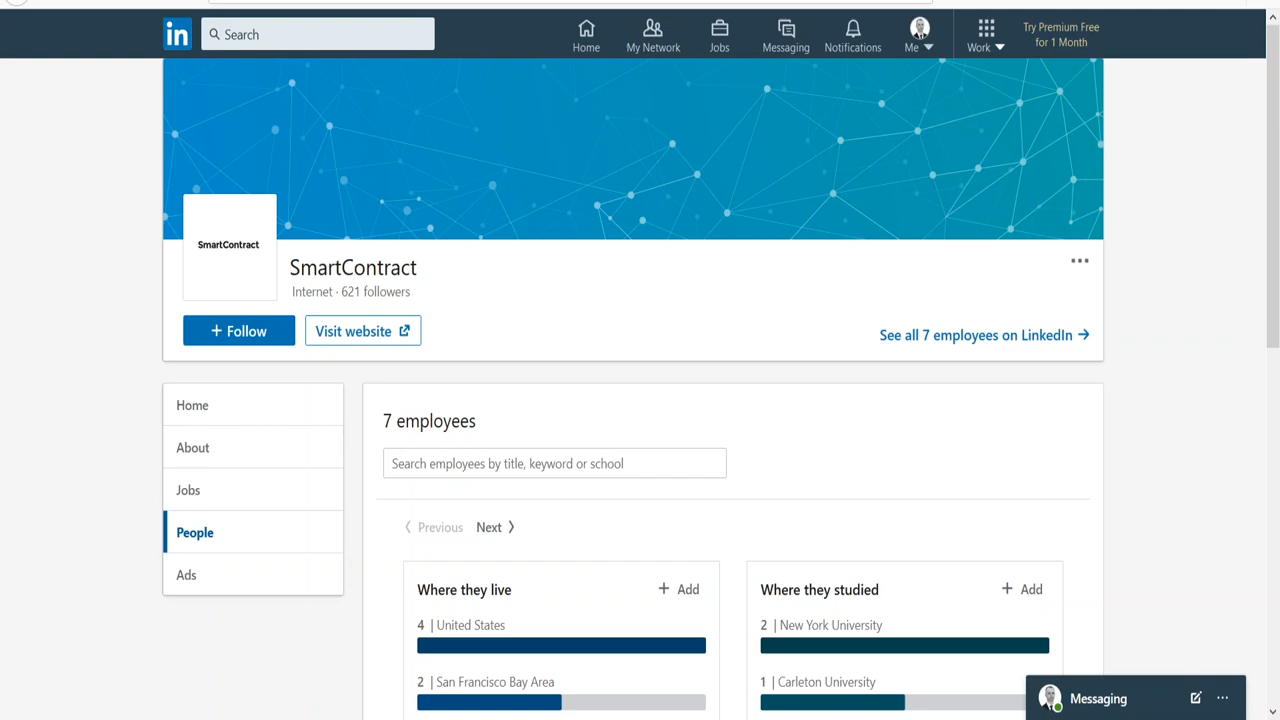 in
Search
Home
My Network
Jobs
Messaging
Notifications
Me
Work
Try Premium Free
for 1 Month
SmartContract
SmartContract
Internet · 621 followers
+ Follow
Visit website
See all 7 employees on LinkedIn →
Home
About
Jobs
People
Ads
7 employees
Search employees by title, keyword or school
Previous Next
Where they live + Add
4 | United States
2 | San Francisco Bay Area
Where they studied + Add
2 | New York University
1 | Carleton University
Messaging